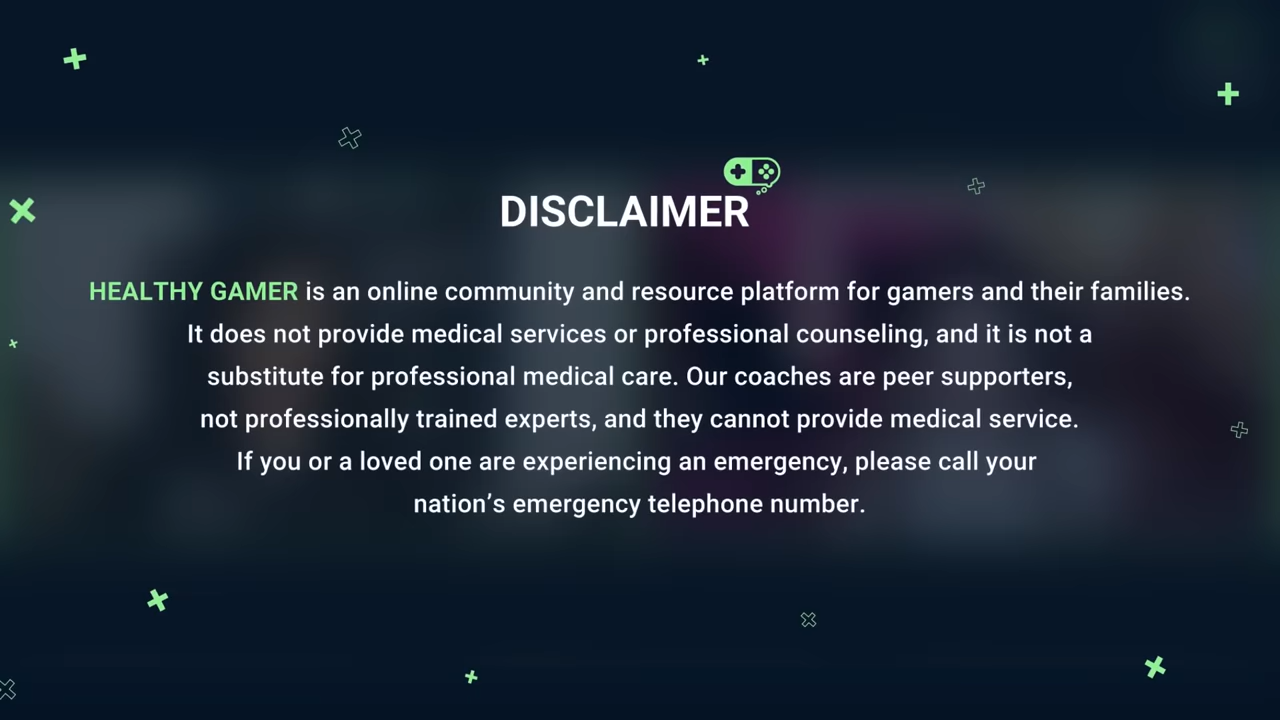 DISCLAIMER
HEALTHY GAMER is an online community and resource platform for gamers and their families.
It does not provide medical services or professional counseling, and it is not a
substitute for professional medical care. Our coaches are peer supporters,
not professionally trained experts, and they cannot provide medical service.
If you or a loved one are experiencing an emergency, please call your
nation’s emergency telephone number.